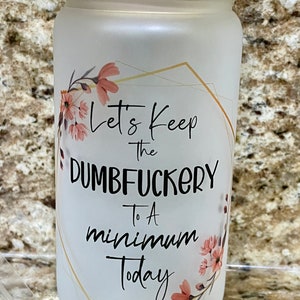 Let's Keep
the
DUMBFUCKERY
To A
minimum
Today